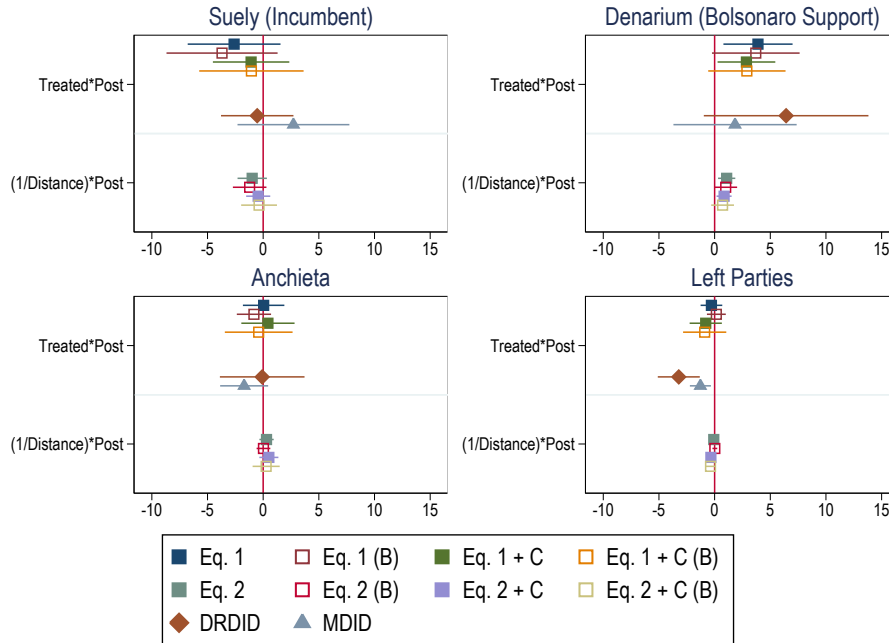 Suely (Incumbent)
Treated*Post
(1/Distance)*Post
-10 -5 0 5 10 15
Denarium (Bolsonaro Support)
Treated*Post
(1/Distance)*Post
-10 -5 0 5 10 15
Anchieta
Treated*Post
(1/Distance)*Post
-10 -5 0 5 10 15
Left Parties
Treated*Post
(1/Distance)*Post
-10 -5 0 5 10 15
Eq. 1 Eq. 1 (B) Eq. 1 + C Eq. 1 + C (B)
Eq. 2 Eq. 2 (B) Eq. 2 + C Eq. 2 + C (B)
DRDID MDID